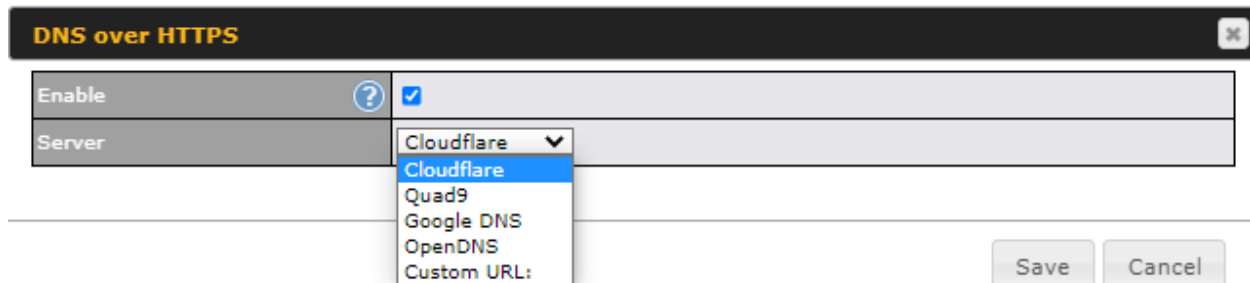 DNS over HTTPS
Enable ?
Server Cloudflare
Cloudflare
Quad9
Google DNS
OpenDNS
Custom URL:
Save Cancel